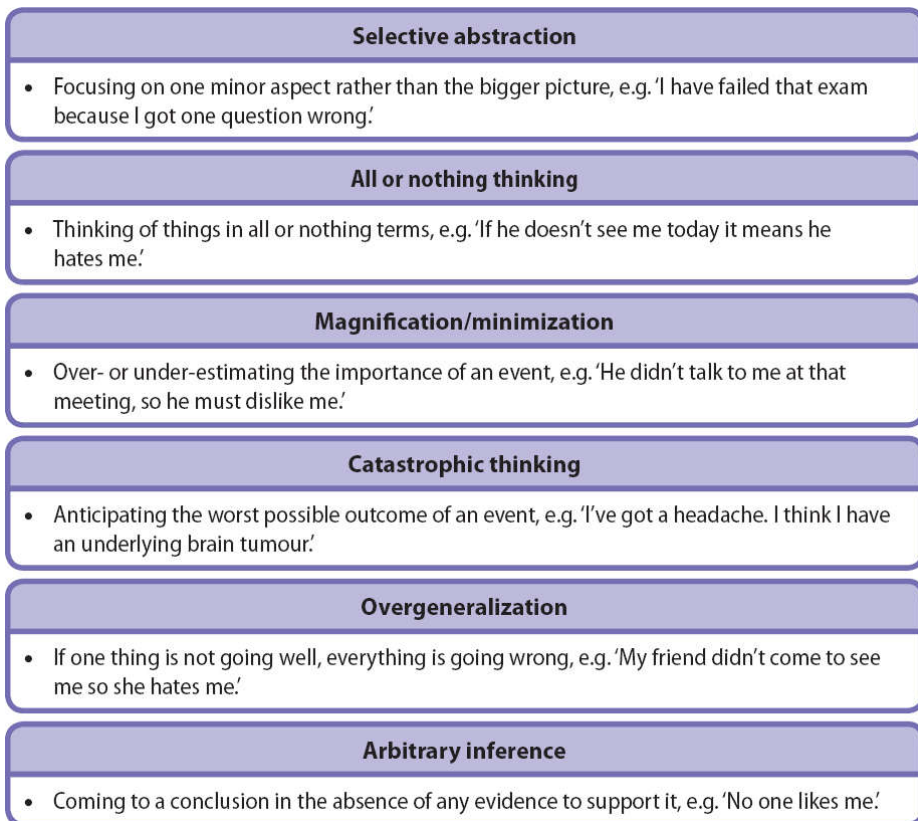 Selective abstraction
• Focusing on one minor aspect rather than the bigger picture, e.g. ‘I have failed that exam
because I got one question wrong.’
All or nothing thinking
• Thinking of things in all or nothing terms, e.g. ‘If he doesn’t see me today it means he
hates me.’
Magnification/minimization
• Over- or under-estimating the importance of an event, e.g. ‘He didn’t talk to me at that
meeting, so he must dislike me.’
Catastrophic thinking
• Anticipating the worst possible outcome of an event, e.g. ‘I’ve got a headache. I think I have
an underlying brain tumour.’
Overgeneralization
• If one thing is not going well, everything is going wrong, e.g. ‘My friend didn’t come to see
me so she hates me.’
Arbitrary inference
• Coming to a conclusion in the absence of any evidence to support it, e.g. ‘No one likes me.’